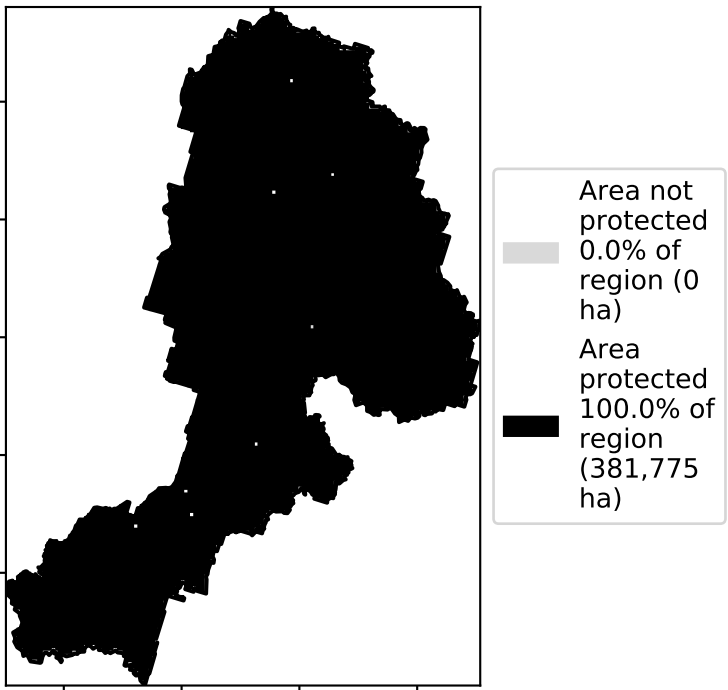 Area not
protected
0.0% of
region (0
ha)
Area
protected
100.0% of
region
(381,775
ha)